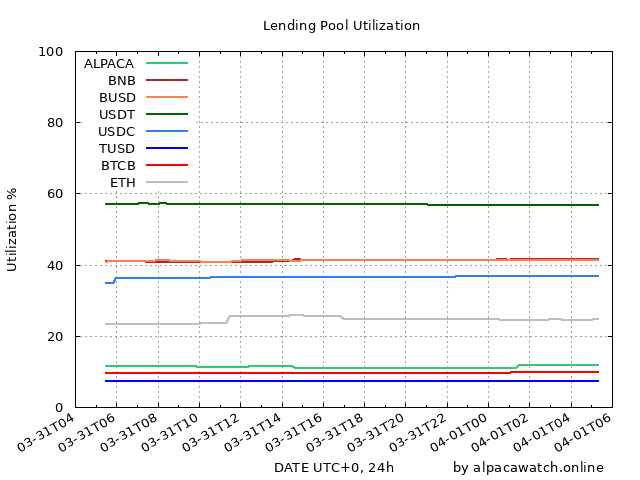 Lending Pool Utilization
Utilization %
100
80
60
40
20
0
ALPACA
BNB
BUSD
USDT
USDC
TUSD
BTCB
ETH
03-31T04
03-31T06
03-31T08
03-31T10
03-31T12
03-31T14
03-31T16
03-31T18
03-31T20
03-31T22
04-01T00
04-01T02
04-01T04
04-01T06
DATE UTC+0, 24h
by alpacawatch.online